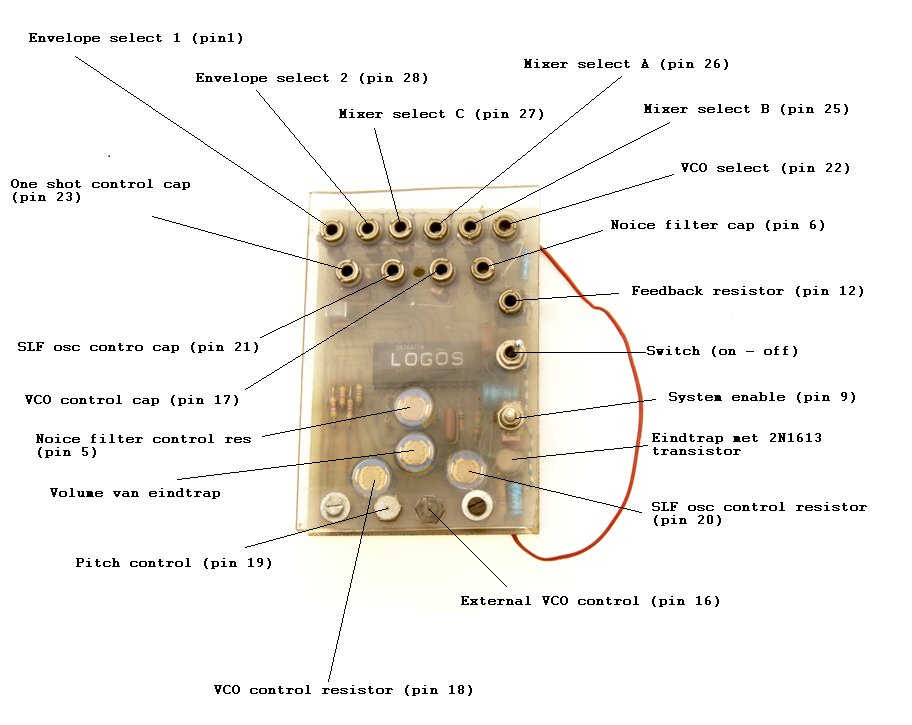 Envelope select 1 (pin1)
Envelope select 2 (pin 28)
Mixer select A (pin 26)
Mixer select C (pin 27)
Mixer select B (pin 25)
VCO select (pin 22)
One shot control cap
(pin 23)
Noice filter cap (pin 6)
Feedback resistor (pin 12)
SLF osc contro cap (pin 21)
Switch (on - off)
LOGOS
VCO control cap (pin 17)
System enable (pin 9)
Noice filter control res
(pin 5)
Eindtrap met 2N1613
transistor
Volume van eindtrap
SLF osc control resistor
(pin 20)
Pitch control (pin 19)
External VCO control (pin 16)
VCO control resistor (pin 18)